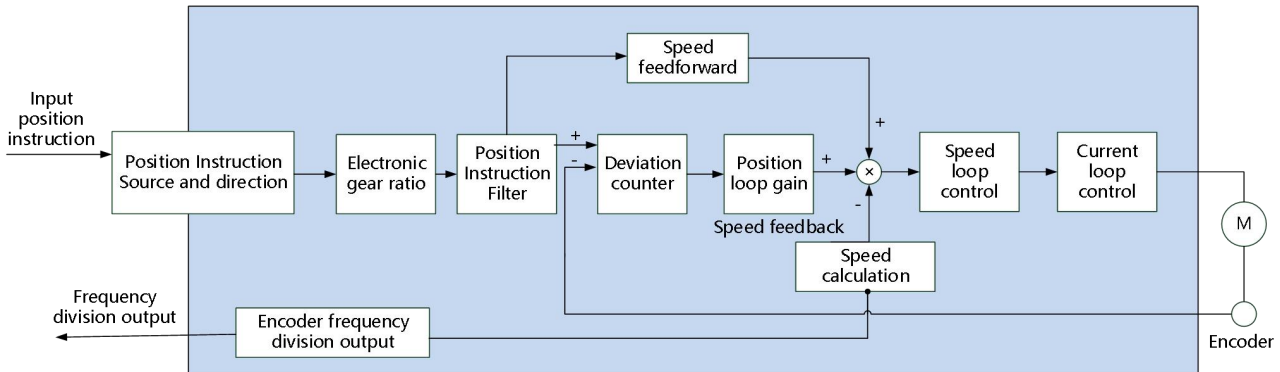 Input
position
instruction
Position Instruction
Source and direction
Electronic
gear ratio
Position
Instruction
Filter
Speed
feedforward
+
-
Deviation
counter
Position
loop gain
+
+
×
-
Speed
loop
control
Current
loop
control
M
Speed feedback
Speed
calculation
Frequency
division output
Encoder frequency
division output
Encoder